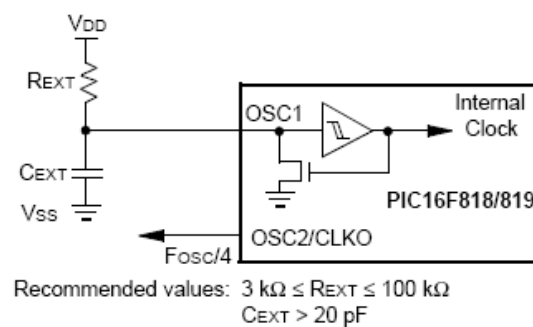 VDD
REXT
OSC1
Internal
Clock
CEXT
PIC16F818/819
VSS
OSC2/CLKO
FOSC/4
Recommended values: 3 kΩ ≤ REXT ≤ 100 kΩ
CEXT > 20 pF